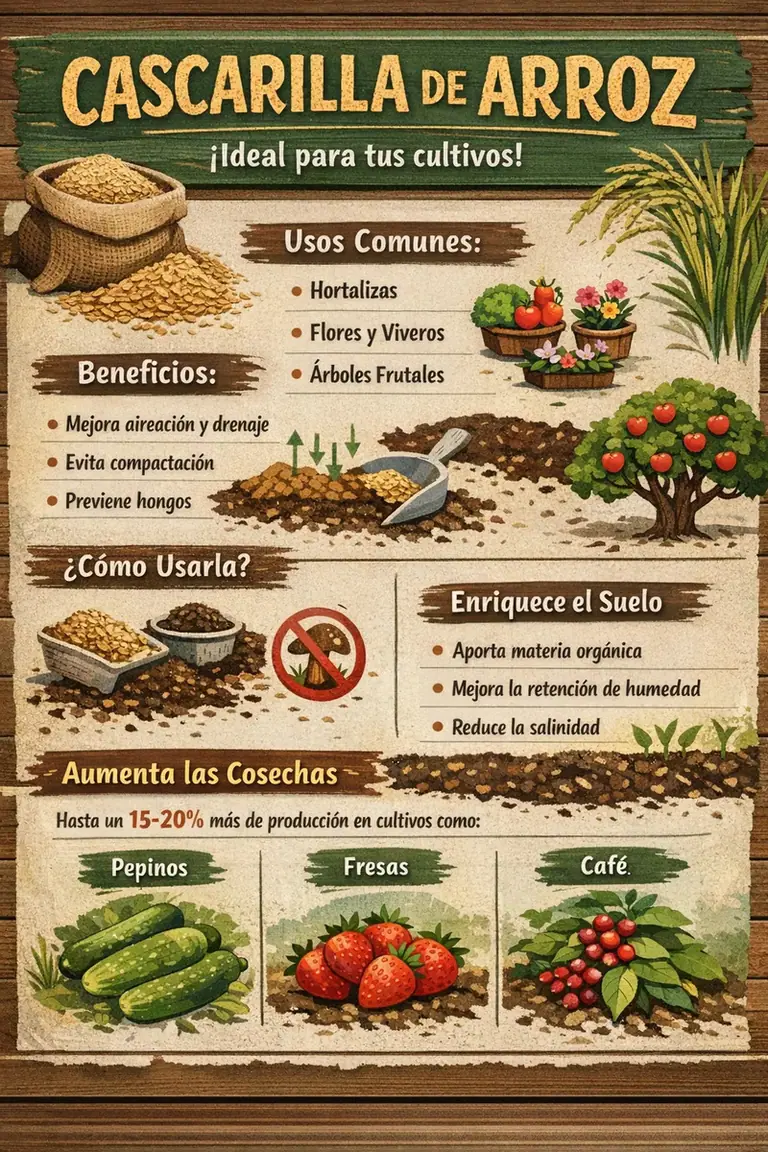 CASCARILLA DE ARROZ
¡Ideal para tus cultivos!
Usos Comunes:
• Hortalizas
• Flores y Viveros
• Árboles Frutales
Beneficios:
• Mejora aireación y drenaje
• Evita compactación
• Previene hongos
¿Cómo Usarla?
Enriquece el Suelo
• Aporta materia orgánica
• Mejora la retención de humedad
• Reduce la salinidad
Aumenta las Cosechas
Hasta un 15-20% más de producción en cultivos como:
Pepinos
Fresas
Café.